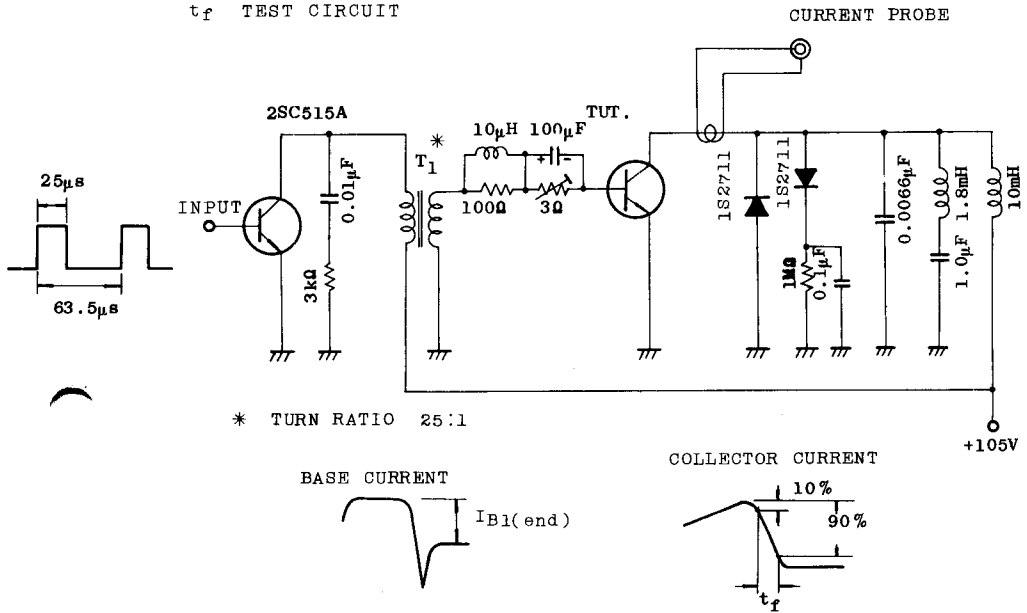 tf TEST CIRCUIT
CURRENT PROBE
2SC515A
TUT.
10μH 100μF
*
T1
25μs
INPUT
0.01μF
100Ω
3Ω
1S2711
1S2711
0.0066μF
1.8mH
10mH
3kΩ
1MΩ
0.1μF
1.0μF
63.5μs
* TURN RATIO 25:1
+105V
BASE CURRENT
IB1(end)
COLLECTOR CURRENT
10%
90%
tf